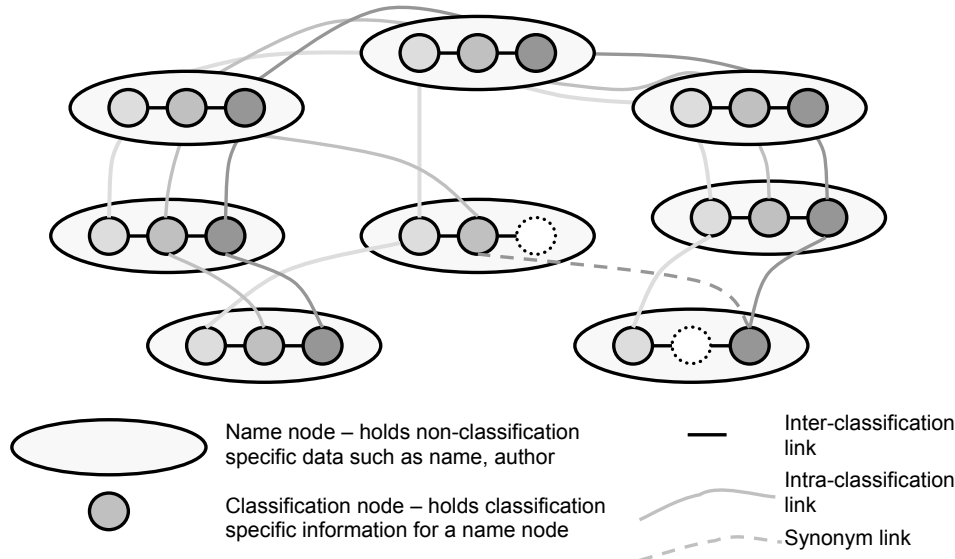 Name node – holds non-classification
specific data such as name, author
Classification node – holds classification
specific information for a name node
Inter-classification
link
Intra-classification
link
Synonym link